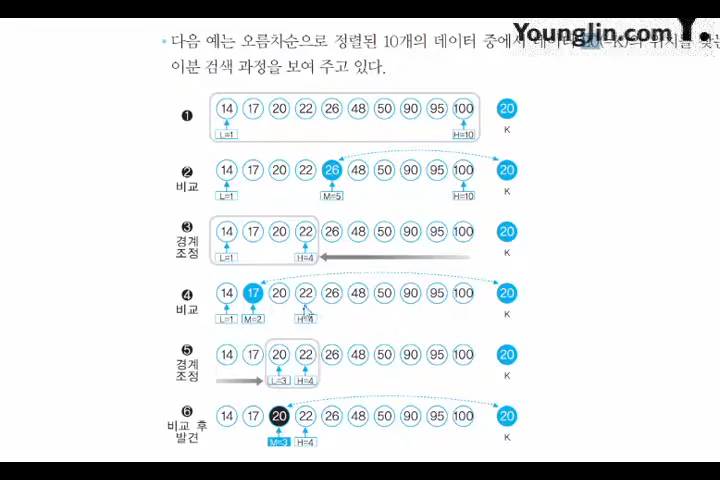 Younglin.com Y.
• 다음 예는 오름차순으로 정렬된 10개의 데이터 중에서 데이터
이분 검색 과정을 보여 주고 있다.
❶ 14 17 20 22 26 48 50 90 95 100 20
L=1 H=10 K
❷ 비교 14 17 20 22 26 48 50 90 95 100 20
L=1 M=5 H=10 K
❸ 경계 조정 14 17 20 22 26 48 50 90 95 100 20
L=1 H=4 K
❹ 비교 14 17 20 22 26 48 50 90 95 100 20
L=1 M=2 H=4 K
❺ 경계 조정 14 17 20 22 26 48 50 90 95 100 20
L=3 H=4 K
❻ 비교 후 발견 14 17 20 22 26 48 50 90 95 100 20
M=3 H=4 K